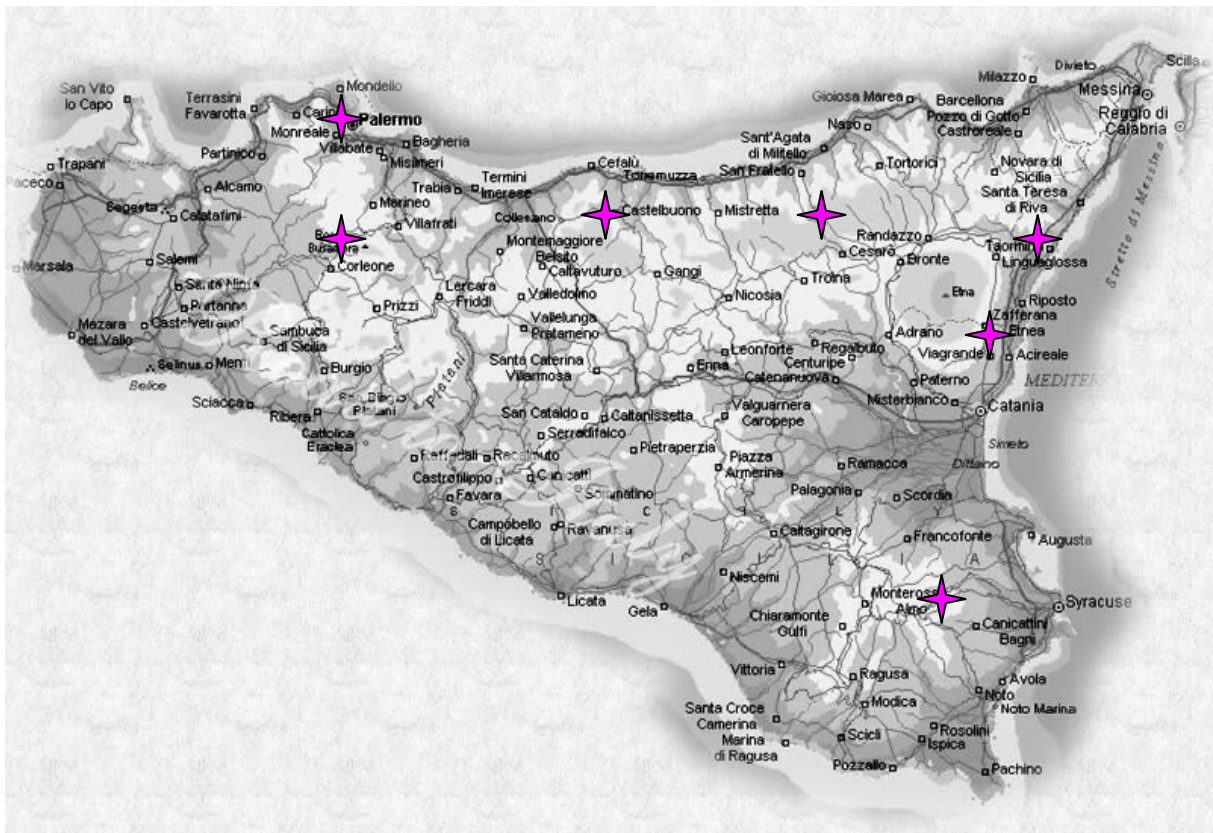 Mondello
San Vito
lo Capo
Terrasini
Favarotta
Palermo
Monreale
Villabate
Bagheria
Misilmeri
Partinico
Trapani
Paceco
Alcamo
Segesta
Calatafimi
Trabia
Termini
Imerese
Cefalù
Marineo
Villafrati
Collesano
Castelbuono
Mistretta
Sant'Agata
di Militello
San Fratello
Naso
Gioiosa Marea
Tortorici
Milazzo
Divieto
Scilla
Messina
Barcellona
Pozzo di Gotto
Castroreale
Reggio di
Calabria
Novara di
Sicilia
Santa Teresa
di Riva
Stretto di Messina
Marsala
Salemi
Corleone
Montemaggiore
Belsito
Caltavuturo
Gangi
Randazzo
Cesarò
Bronte
Linguaglossa
Troina
Etna
Partanna
Castelvetrano
Prizzi
Lercara
Friddi
Valledolmo
Nicosia
Riposto
Zafferana
Etnea
Mazara
del Vallo
Sambuca
di Sicilia
Vallelunga
Pratameno
Adrano
Viagrande
Acireale
Selinus
Menfi
Belice
Burgio
Platani
Santa Caterina
Villarmosa
Enna
Leonforte
Regalbuto
Centuripe
Catenanuova
Paterno
Misterbianco
Catania
Sciacca
Ribera
Cattolica
Eraclea
San Cataldo
Caltanissetta
Serradifalco
Valguarnera
Caropepe
Simeto
Dittaino
Raffadali
Racalmuto
Pietraperzia
Piazza
Armerina
Ramacca
Castrofilippo
Favara
Sommatino
Palagonia
Scordia
Campobello
di Licata
Ravanusa
Caltagirone
Francofonte
Augusta
S I C I L I A
Niscemi
Licata
Gela
Chiaramonte
Gulfi
Almo
Syracuse
Canicattini
Bagni
Vittoria
Ragusa
Avola
Noto
Noto Marina
Modica
Santa Croce
Camerina
Marina
di Ragusa
Scicli
Rosolini
Ispica
Pozzallo
Pachino